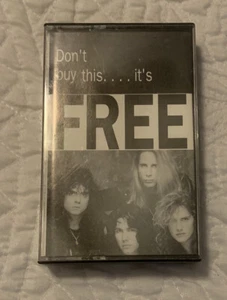 Don't
buy this. . . . it's
FREE